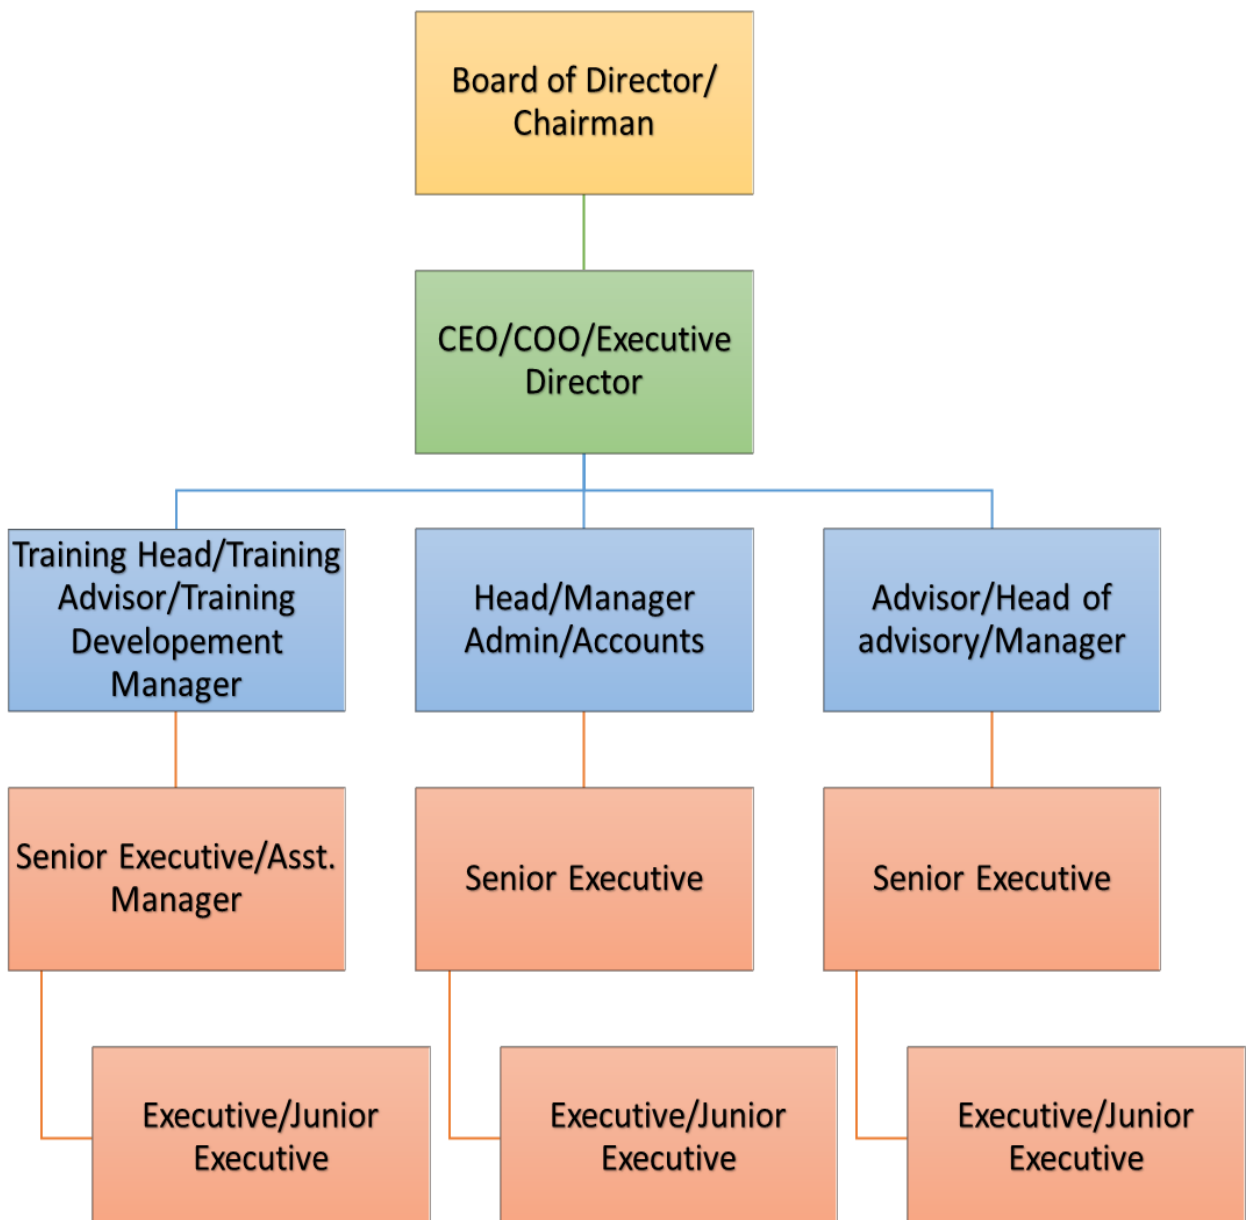 Board of Director/
Chairman
CEO/COO/Executive
Director
Training Head/Training
Advisor/Training
Developement
Manager
Head/Manager
Admin/Accounts
Advisor/Head of
advisory/Manager
Senior Executive/Asst.
Manager
Senior Executive
Senior Executive
Executive/Junior
Executive
Executive/Junior
Executive
Executive/Junior
Executive